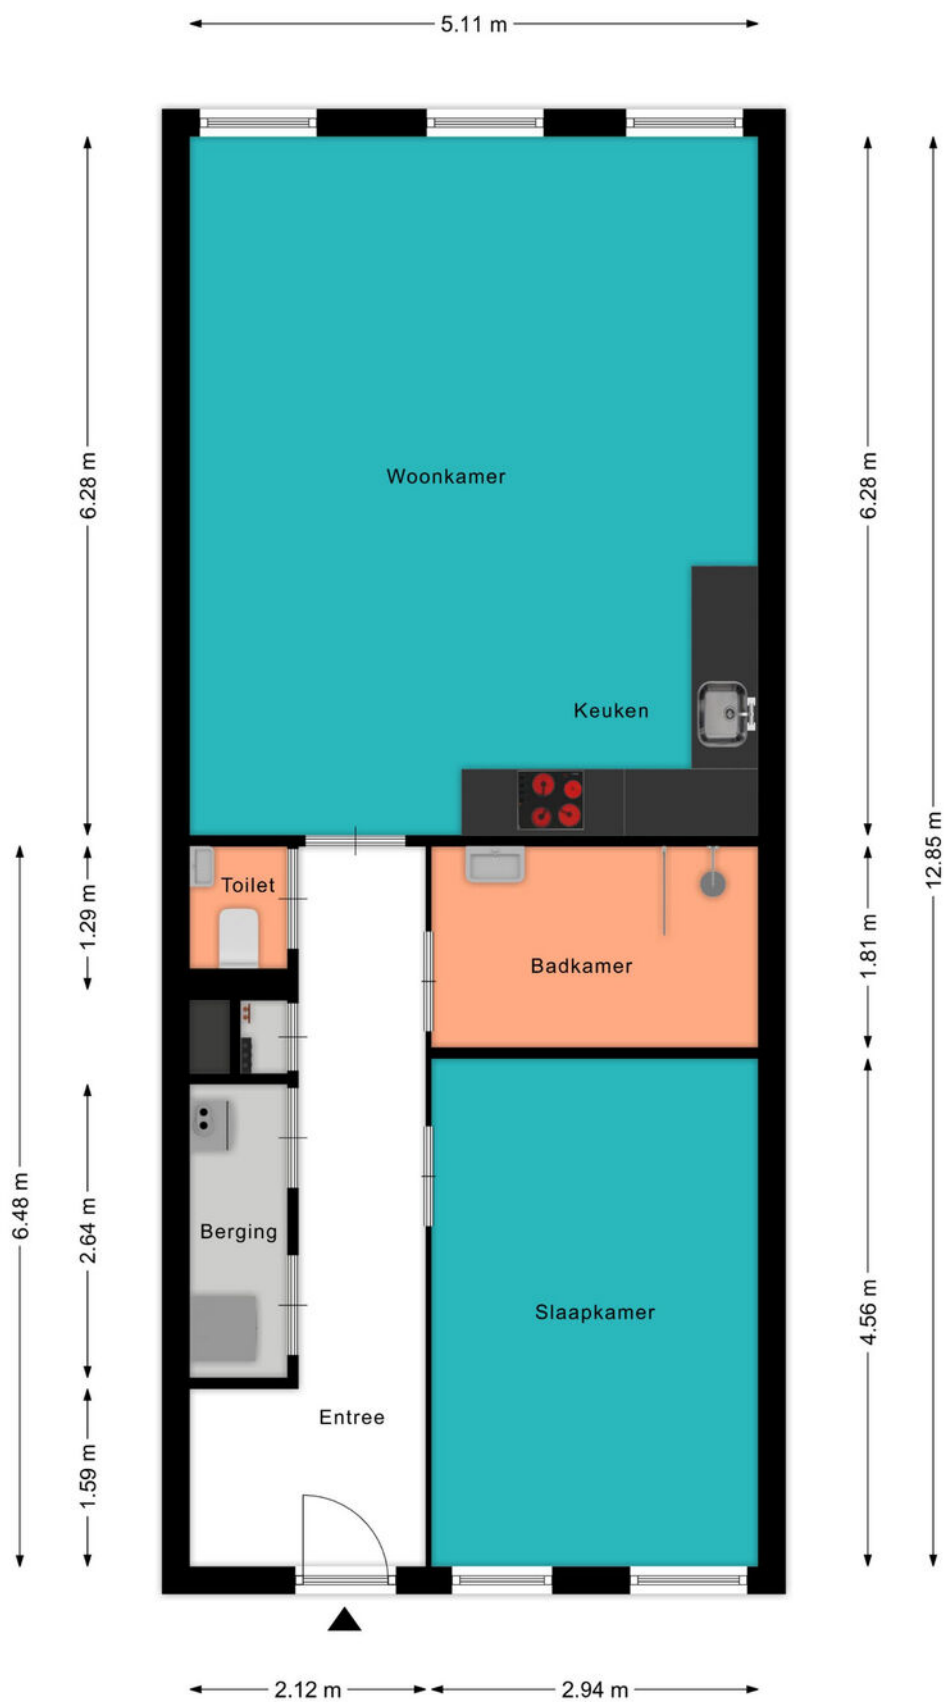 5.11 m
6.28 m
6.28 m
12.85 m
Woonkamer
Keuken
Toilet
1.29 m
Badkamer
1.81 m
6.48 m
2.64 m
Berging
Slaapkamer
4.56 m
Entree
1.59 m
2.12 m
2.94 m